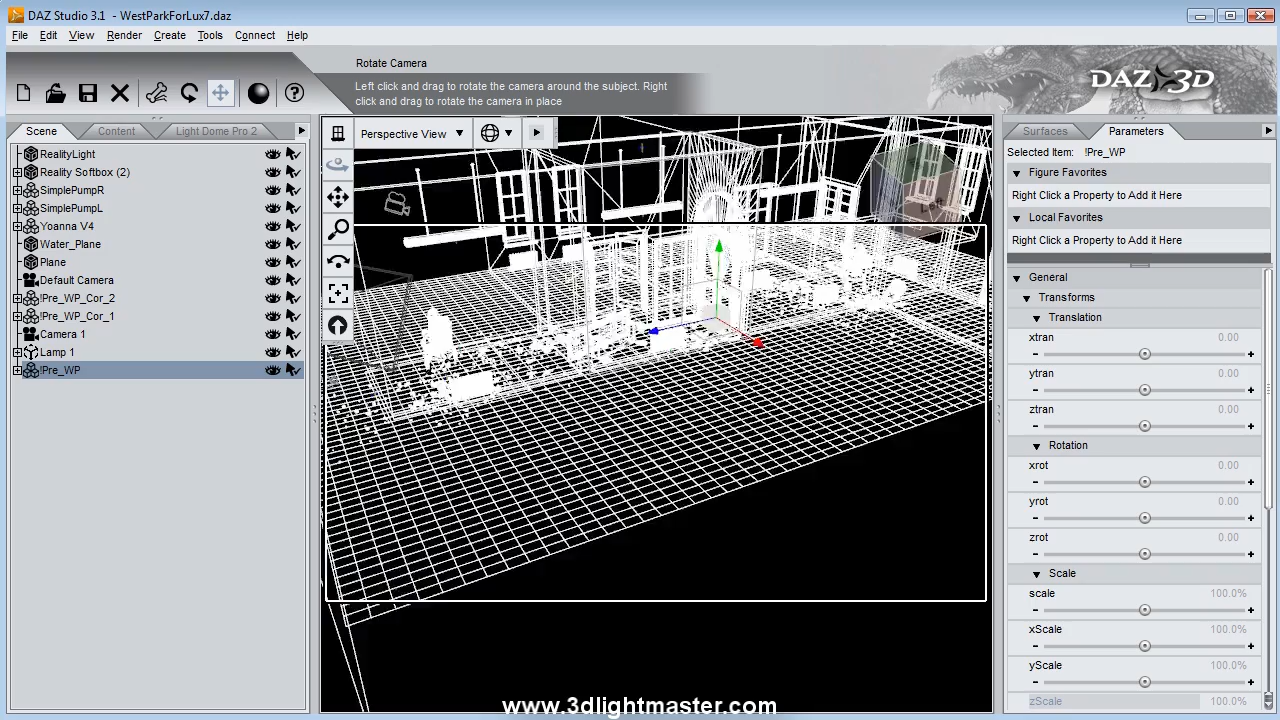 DAZ Studio 3.1 - WestParkForLux7.daz
File Edit View Render Create Tools Connect Help
Rotate Camera
Left click and drag to rotate the camera around the subject. Right
click and drag to rotate the camera in place
DAZ 3D
Scene Content Light Dome Pro 2
RealityLight
Reality Softbox (2)
SimplePumpR
SimplePumpL
Yoanna V4
Water_Plane
Plane
Default Camera
!Pre_WP_Cor_2
!Pre_WP_Cor_1
Camera 1
Lamp 1
!Pre_WP
Perspective View
Surfaces Parameters
Selected Item: !Pre_WP
Figure Favorites
Right Click a Property to Add it Here
Local Favorites
Right Click a Property to Add it Here
General
Transforms
Translation
xtran 0.00
ytran 0.00
ztran 0.00
Rotation
xrot 0.00
yrot 0.00
zrot 0.00
Scale
scale 100.0%
xScale 100.0%
yScale 100.0%
zScale 100.0%
www.3dlightmaster.com